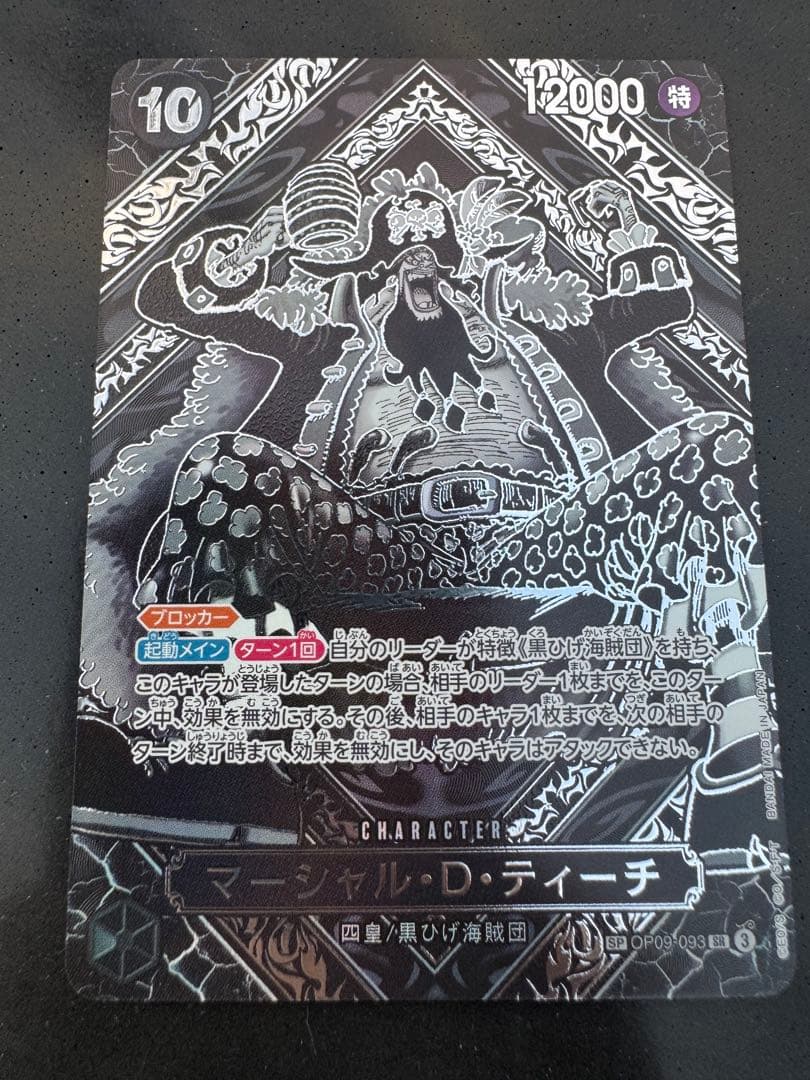 10
12000 特
ブロッカー
起動メイン ターン1回 自分のリーダーが特徴《黒ひげ海賊団》を持ち、
このキャラが登場したターンの場合、相手のリーダー1枚までを、このター
ン中、効果を無効にする。その後、相手のキャラ1枚までを、次の相手の
ターン終了時まで、効果を無効にし、そのキャラはアタックできない。
CHARACTER
マーシャル・D・ティーチ
四皇/黒ひげ海賊団
SP OP09-093 SR 3
BANDAI MADE IN JAPAN